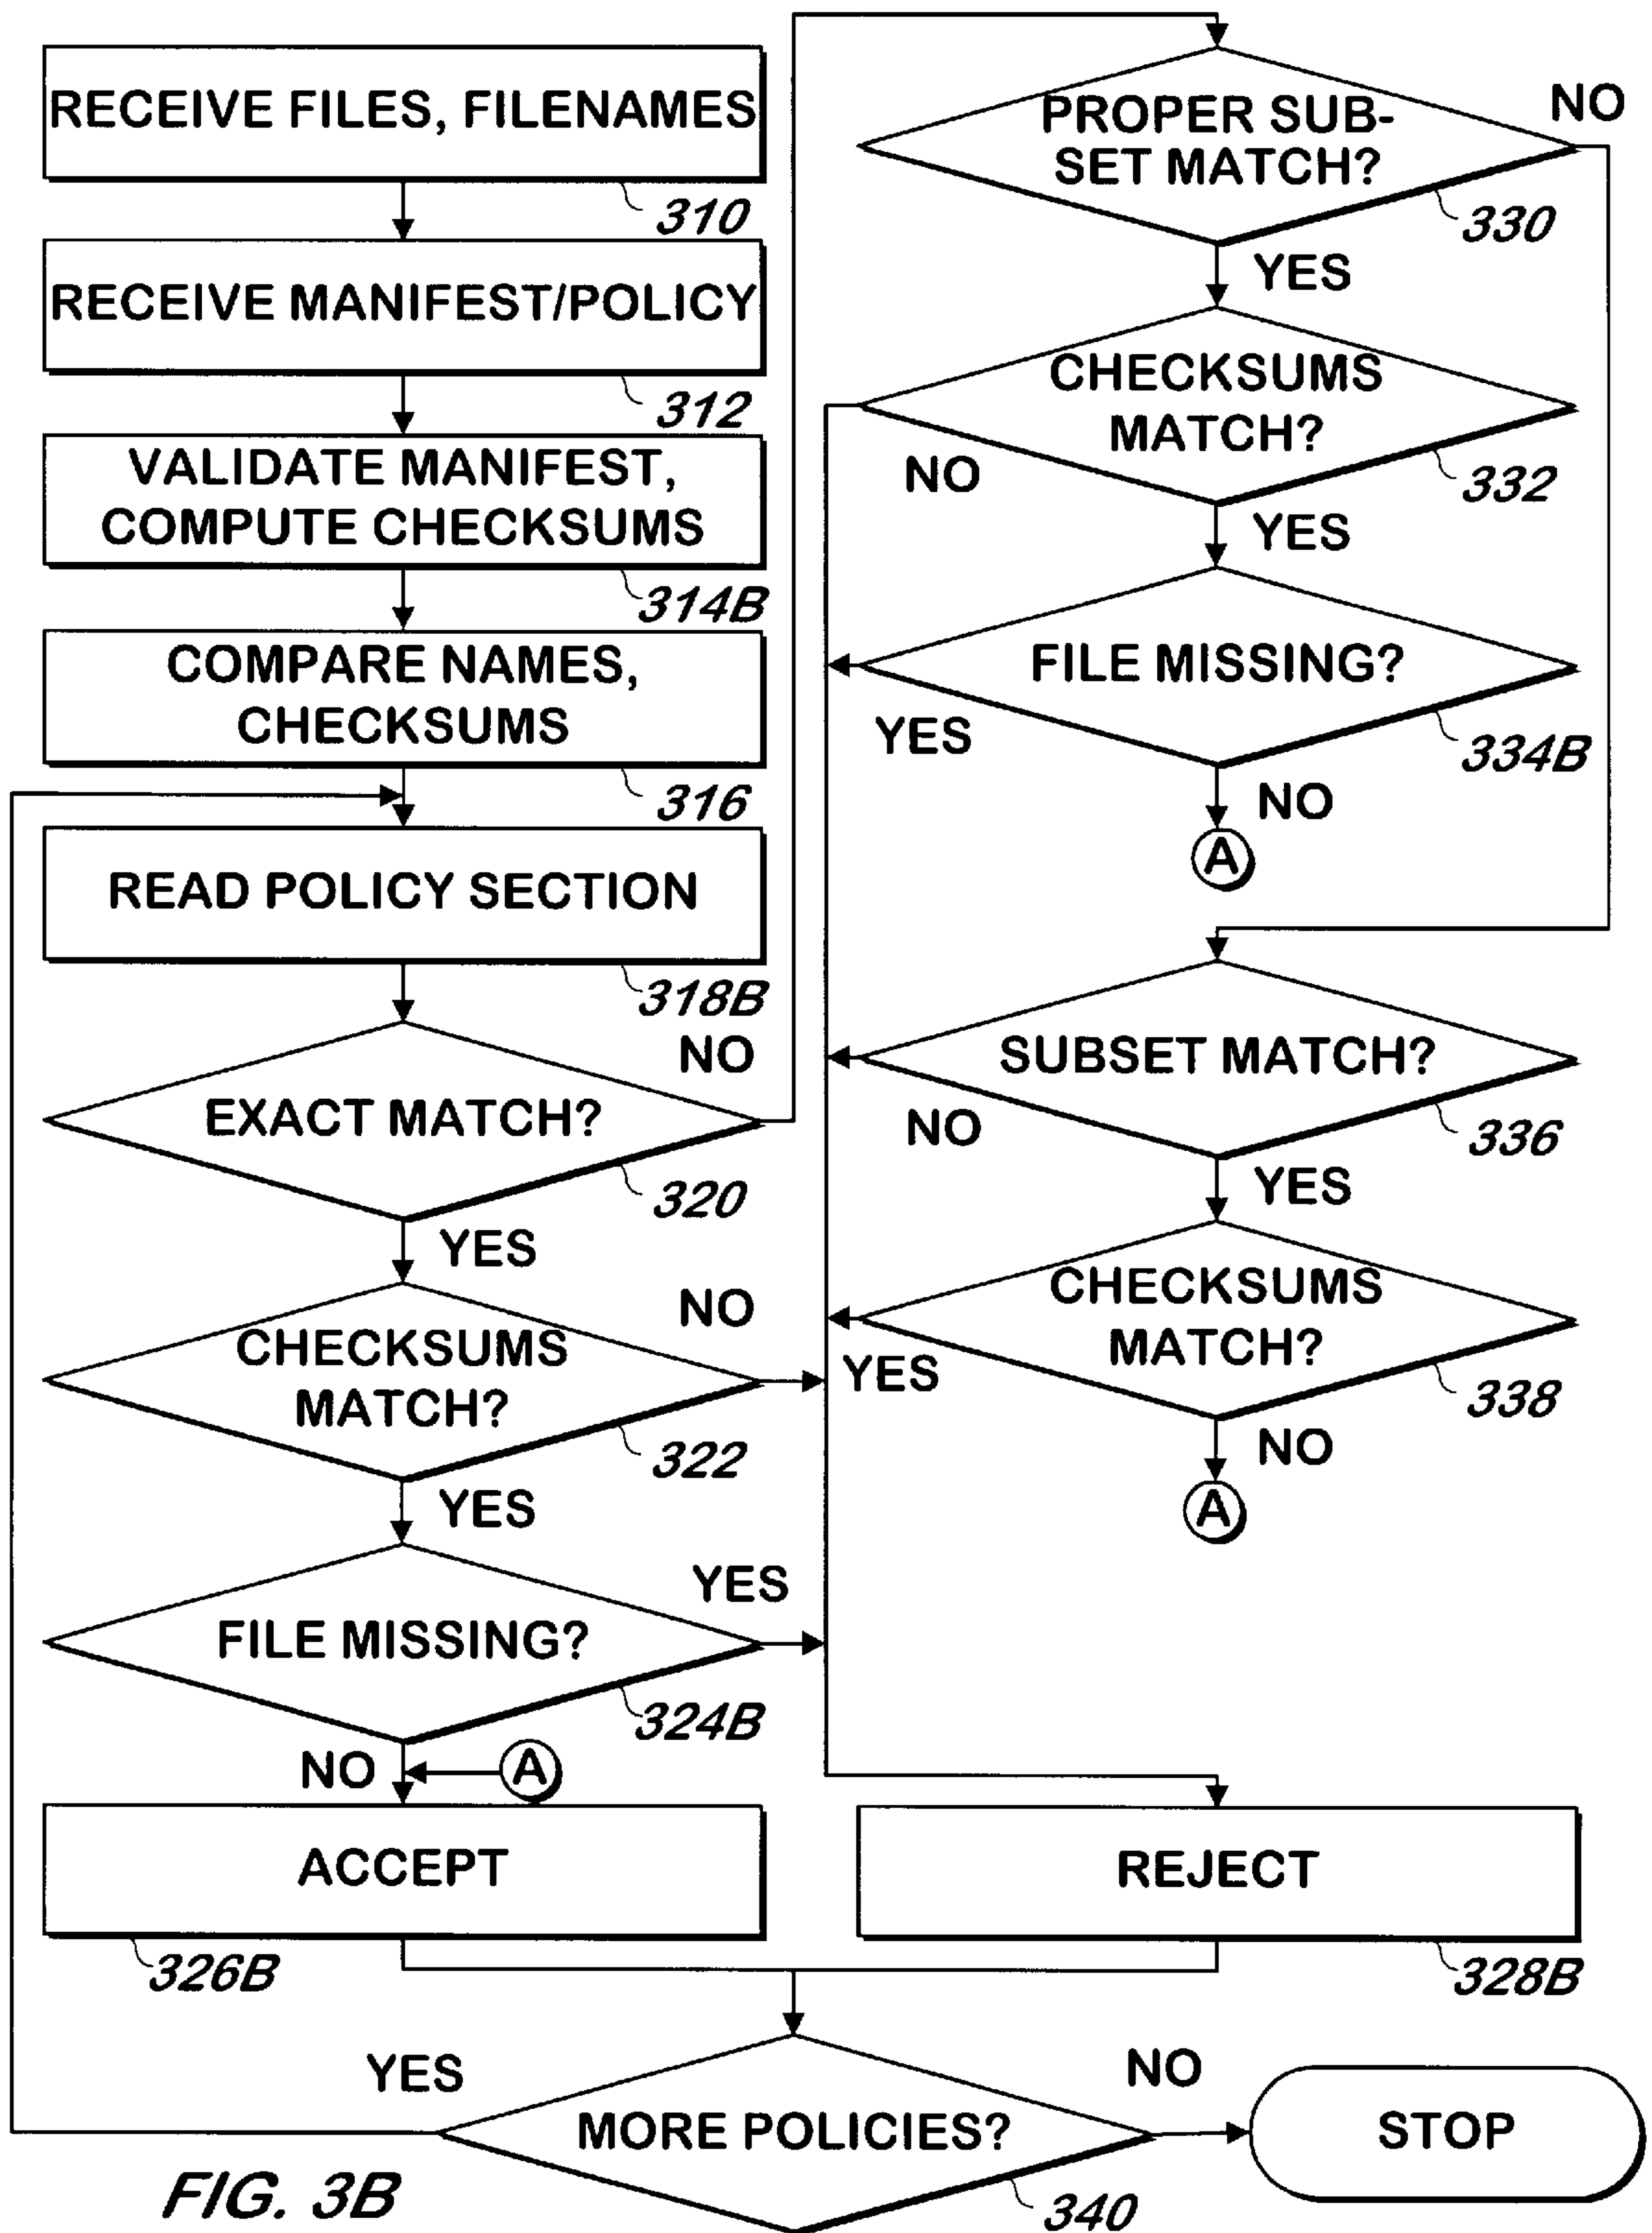 RECEIVE FILES, FILENAMES
310
RECEIVE MANIFEST/POLICY
312
VALIDATE MANIFEST,
COMPUTE CHECKSUMS
314B
COMPARE NAMES,
CHECKSUMS
316
READ POLICY SECTION
318B
NO
EXACT MATCH?
320
YES
NO
CHECKSUMS
MATCH?
322
YES
YES
FILE MISSING?
324B
NO
A
ACCEPT
326B
NO
PROPER SUB-
SET MATCH?
330
YES
CHECKSUMS
MATCH?
NO
332
YES
FILE MISSING?
YES
334B
NO
A
SUBSET MATCH?
NO
336
YES
CHECKSUMS
MATCH?
YES
338
NO
A
REJECT
328B
YES
NO
MORE POLICIES?
STOP
340
FIG. 3B